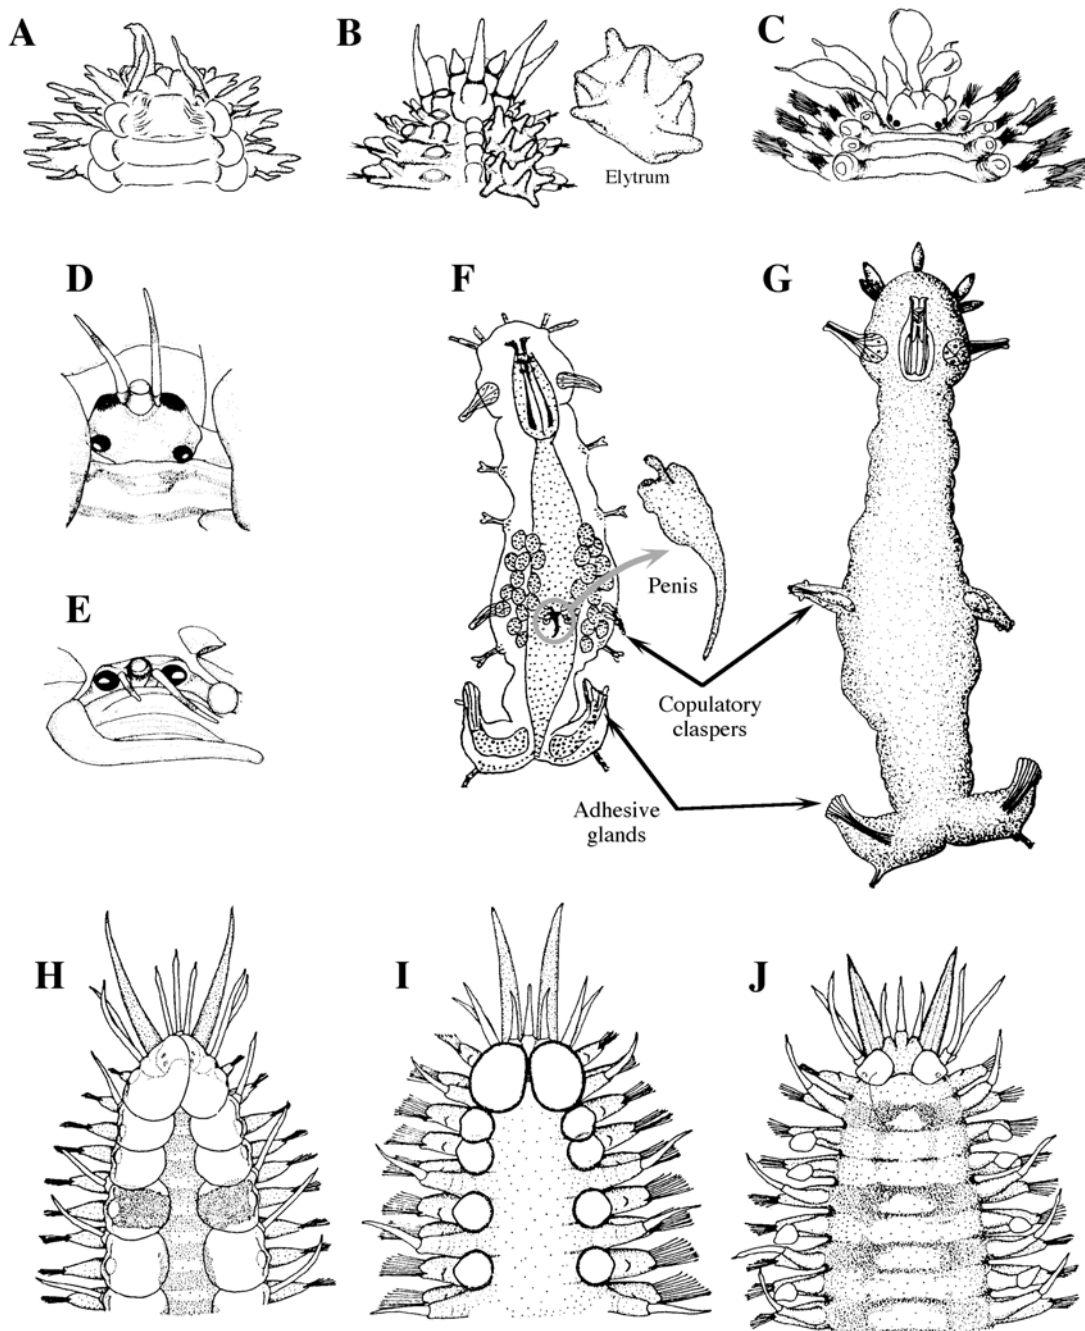 A
B
C
Elytrum
D
E
F
G
Penis
Copulatory
claspers
Adhesive
glands
H
I
J